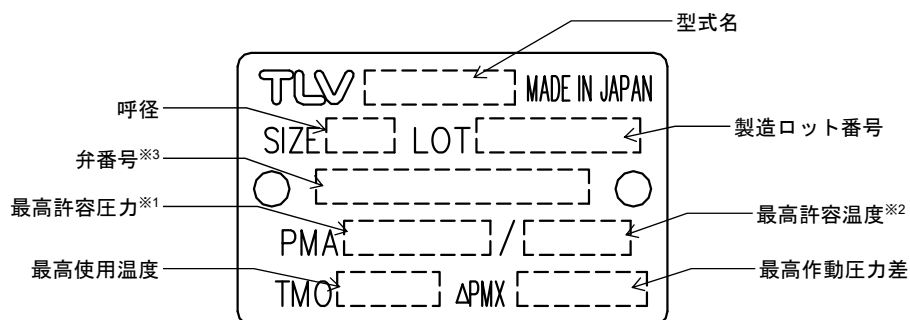 型式名
TLV MADE IN JAPAN
呼径
SIZE LOT
製造ロット番号
弁番号※3
最高許容圧力※1
PMA /
最高許容温度※2
最高使用温度
TMO ΔPMX
最高作動圧力差